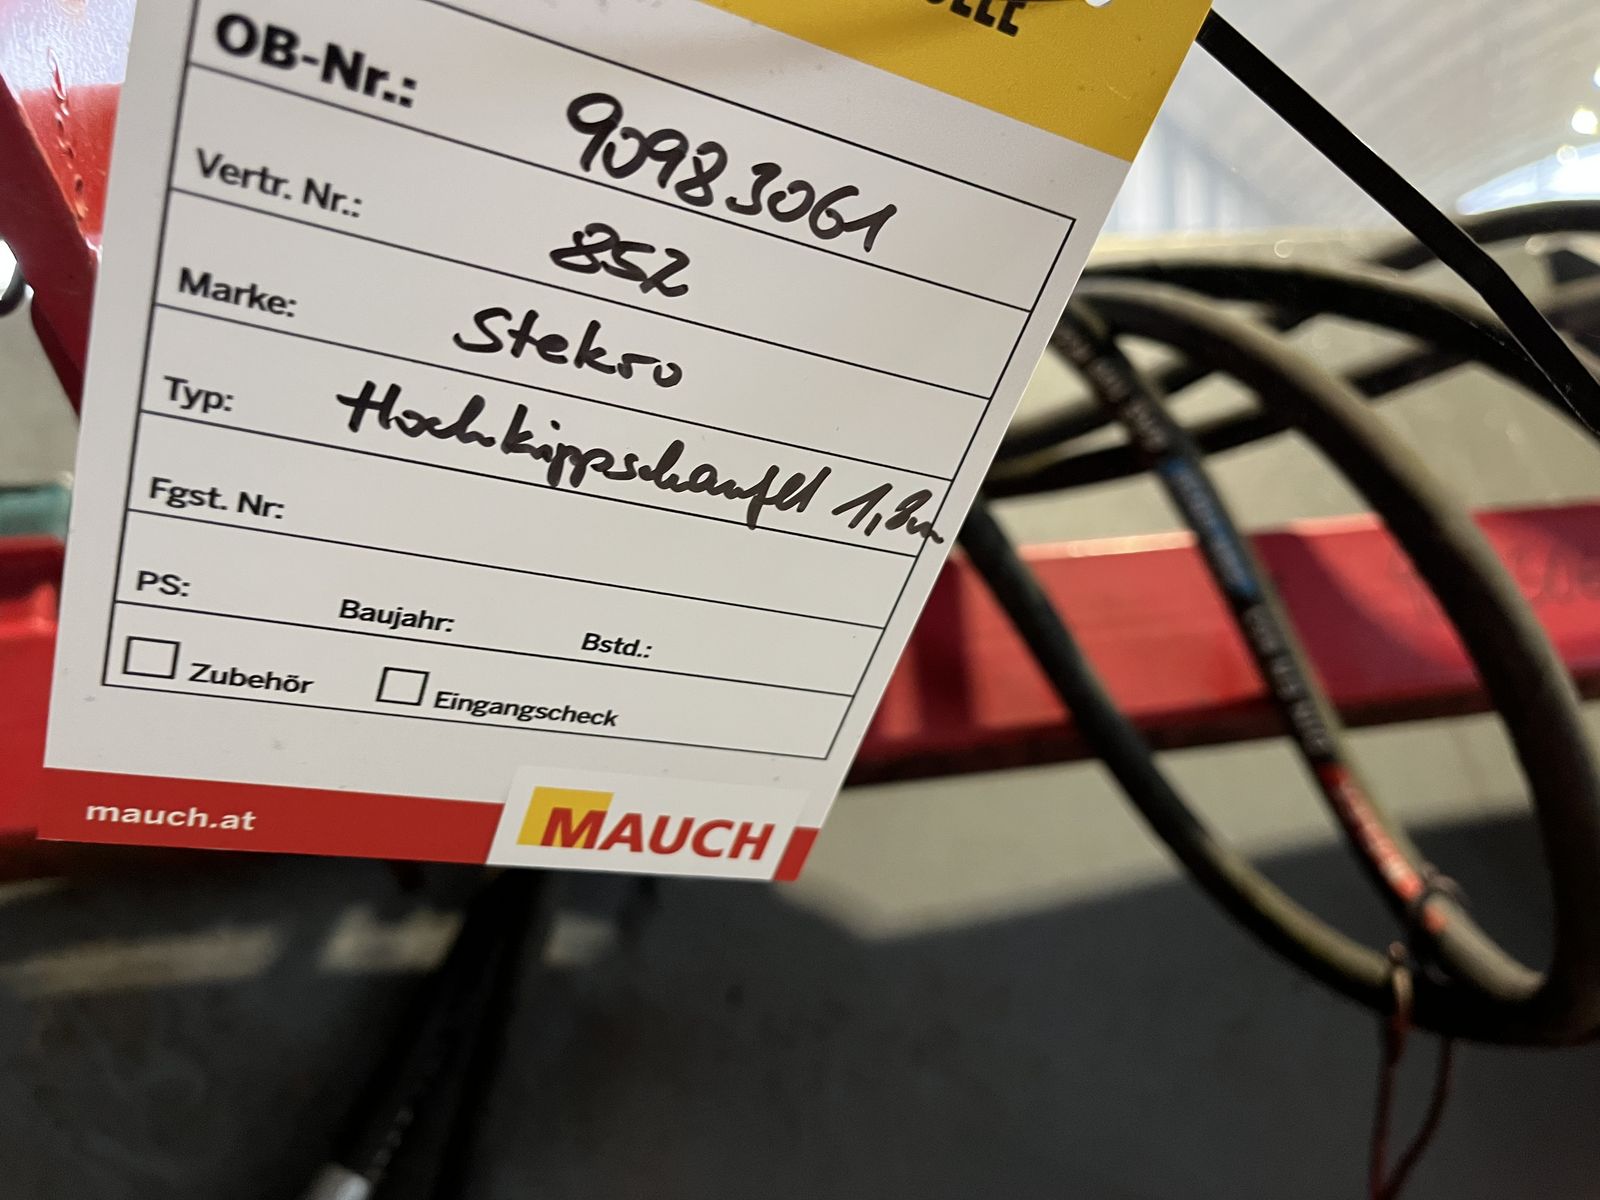 OB-Nr.: 90983061
Vertr. Nr.: 852
Marke: Stekro
Typ: Hochkippschaufel 1,8m
Fgst. Nr:
PS: Baujahr: Bstd.:
Zubehör Eingangscheck
mauch.at MAUCH